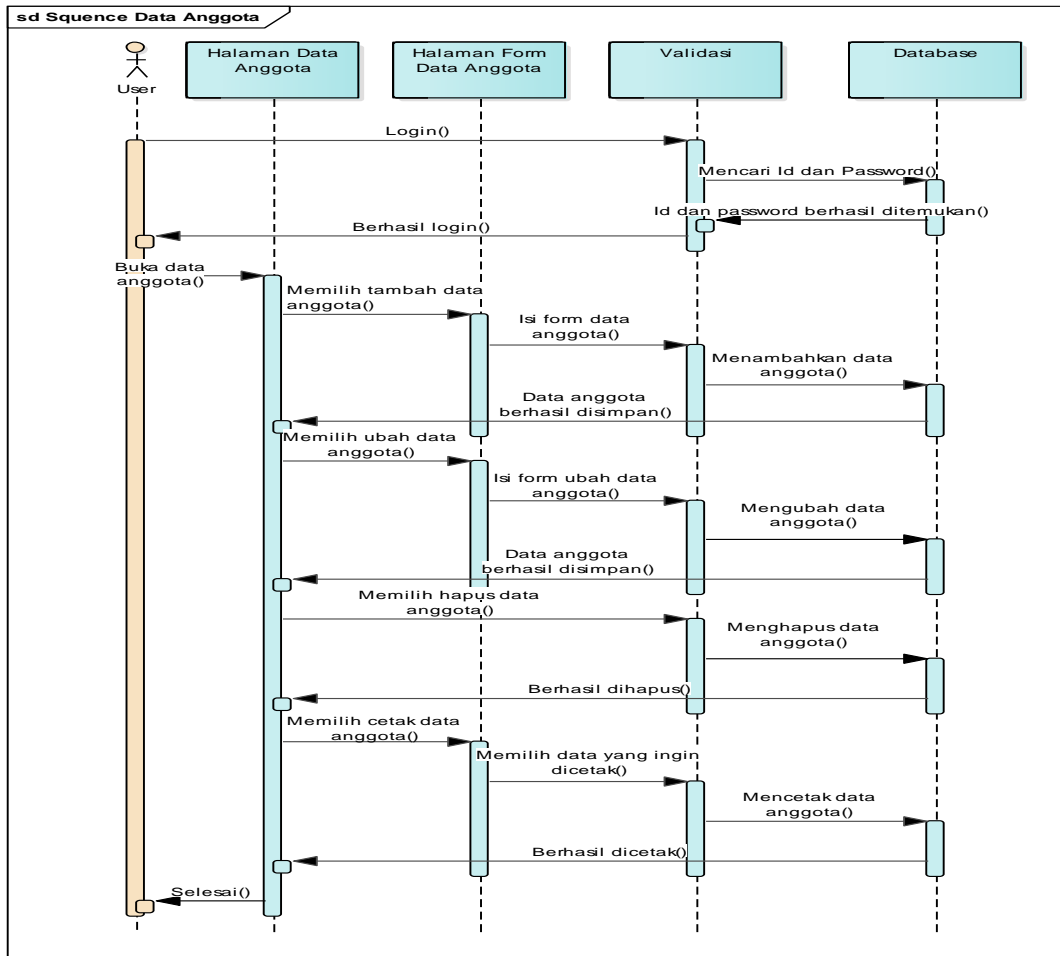 sd Squence Data Anggota
User
Halaman Data
Anggota
Halaman Form
Data Anggota
Validasi
Database
Login()
Mencari Id dan Password()
Id dan password berhasil ditemukan()
Berhasil login()
Buka data
anggota()
Memilih tambah data
anggota()
Isi form data
anggota()
Menambahkan data
anggota()
Data anggota
berhasil disimpan()
Memilih ubah data
anggota()
Isi form ubah data
anggota()
Mengubah data
anggota()
Data anggota
berhasil disimpan()
Memilih hapus data
anggota()
Menghapus data
anggota()
Berhasil dihapus()
Memilih cetak data
anggota()
Memilih data yang ingin
dicetak()
Mencetak data
anggota()
Berhasil dicetak()
Selesai()